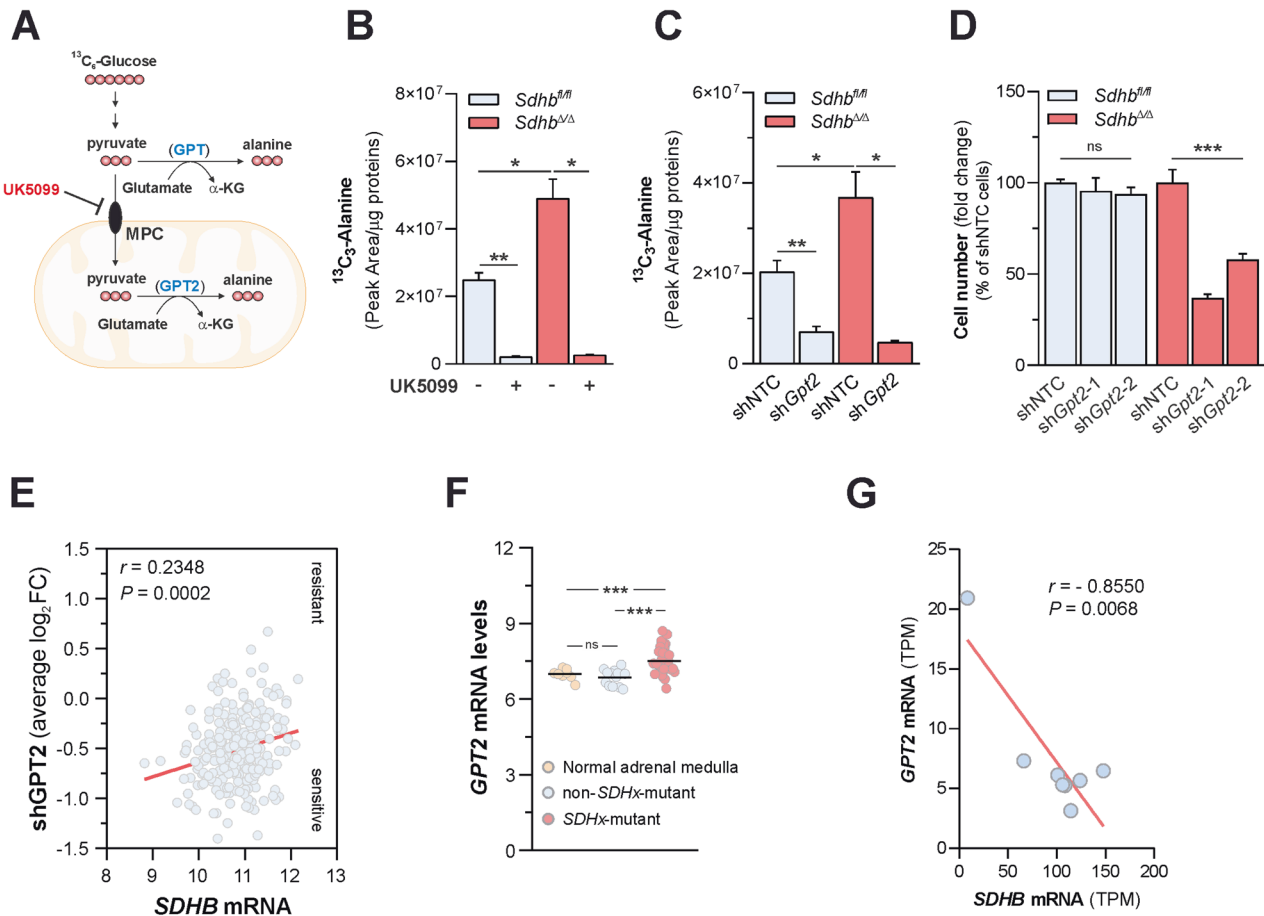 A
¹³C₆-Glucose
pyruvate
(GPT)
alanine
Glutamate
α-KG
UK5099
MPC
pyruvate
(GPT2)
alanine
Glutamate
α-KG
B
¹³C₃-Alanine
(Peak Area/µg proteins)
8×10⁷
6×10⁷
4×10⁷
2×10⁷
0
Sdhbᶠˡ/ᶠˡ
SdhbΔ/Δ
*
*
**
UK5099
- + - +
C
¹³C₃-Alanine
(Peak Area/µg proteins)
6×10⁷
4×10⁷
2×10⁷
0
Sdhbᶠˡ/ᶠˡ
SdhbΔ/Δ
*
*
**
shNTC
shGpt2
shNTC
shGpt2
D
Cell number (fold change)
(% of shNTC cells)
150
100
50
0
Sdhbᶠˡ/ᶠˡ
SdhbΔ/Δ
ns
***
shNTC
shGpt2-1
shGpt2-2
shNTC
shGpt2-1
shGpt2-2
E
shGPT2 (average log₂FC)
1.5
1.0
0.5
0.0
-0.5
-1.0
-1.5
r = 0.2348
P = 0.0002
resistant
sensitive
8 9 10 11 12 13
SDHB mRNA
F
GPT2 mRNA levels
12
9
6
3
0
***
***
ns
Normal adrenal medulla
non-SDHx-mutant
SDHx-mutant
G
GPT2 mRNA (TPM)
25
20
15
10
5
0
r = - 0.8550
P = 0.0068
0 50 100 150 200
SDHB mRNA (TPM)